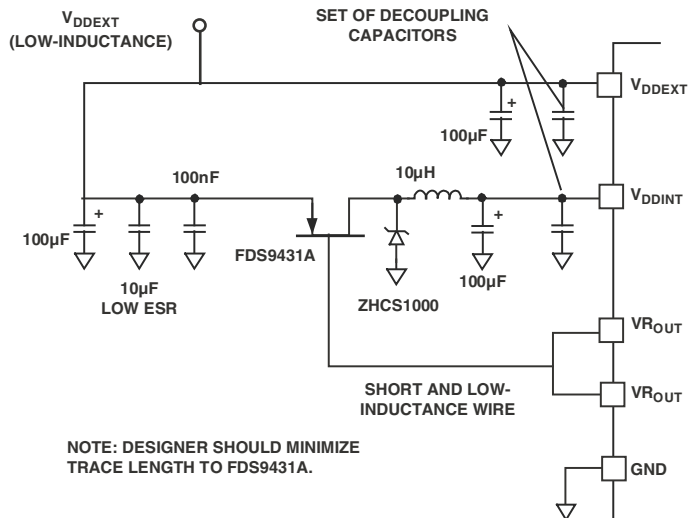 VDDEXT
(LOW-INDUCTANCE)
SET OF DECOUPLING
CAPACITORS
VDDEXT
+
100µF
100nF
10µH
VDDINT
+
100µF
+
FDS9431A
100µF
10µF
LOW ESR
ZHCS1000
VROUT
SHORT AND LOW-
INDUCTANCE WIRE
VROUT
NOTE: DESIGNER SHOULD MINIMIZE
TRACE LENGTH TO FDS9431A.
GND